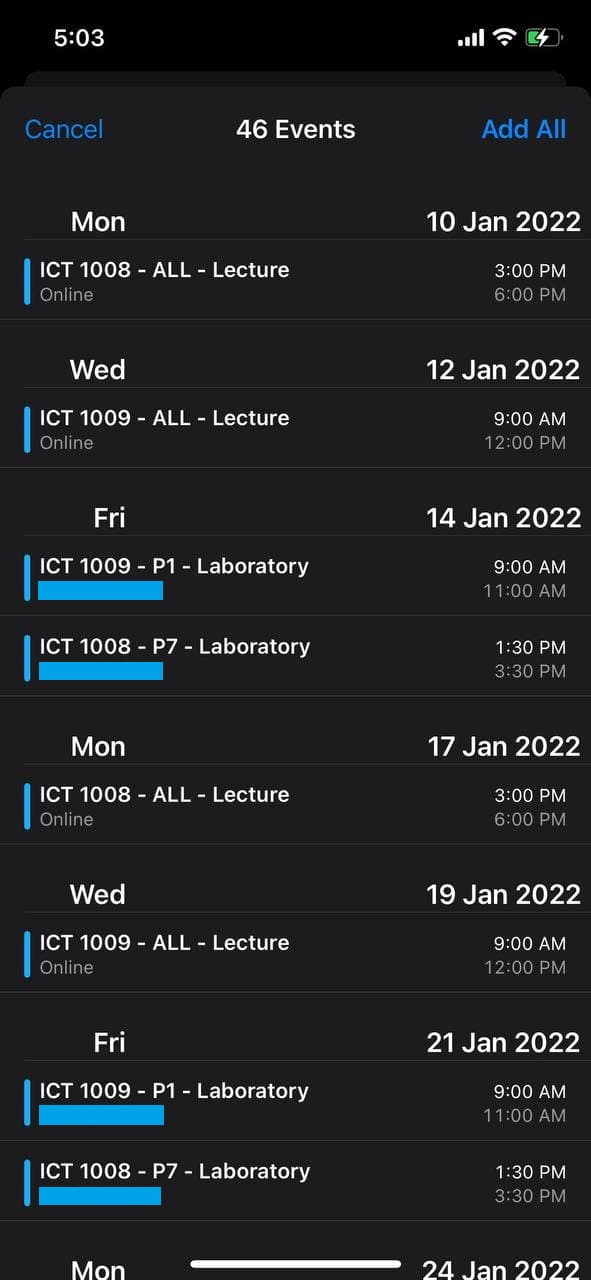 5:03
Cancel 46 Events Add All
Mon 10 Jan 2022
ICT 1008 - ALL - Lecture 3:00 PM
Online 6:00 PM
Wed 12 Jan 2022
ICT 1009 - ALL - Lecture 9:00 AM
Online 12:00 PM
Fri 14 Jan 2022
ICT 1009 - P1 - Laboratory 9:00 AM
11:00 AM
ICT 1008 - P7 - Laboratory 1:30 PM
3:30 PM
Mon 17 Jan 2022
ICT 1008 - ALL - Lecture 3:00 PM
Online 6:00 PM
Wed 19 Jan 2022
ICT 1009 - ALL - Lecture 9:00 AM
Online 12:00 PM
Fri 21 Jan 2022
ICT 1009 - P1 - Laboratory 9:00 AM
11:00 AM
ICT 1008 - P7 - Laboratory 1:30 PM
3:30 PM
Mon 24 Jan 2022